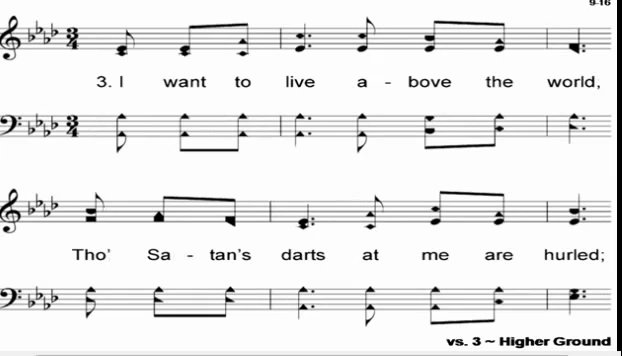 9-16
3. I want to live a - bove the world,
Tho' Sa - tan's darts at me are hurled;
vs. 3 ~ Higher Ground